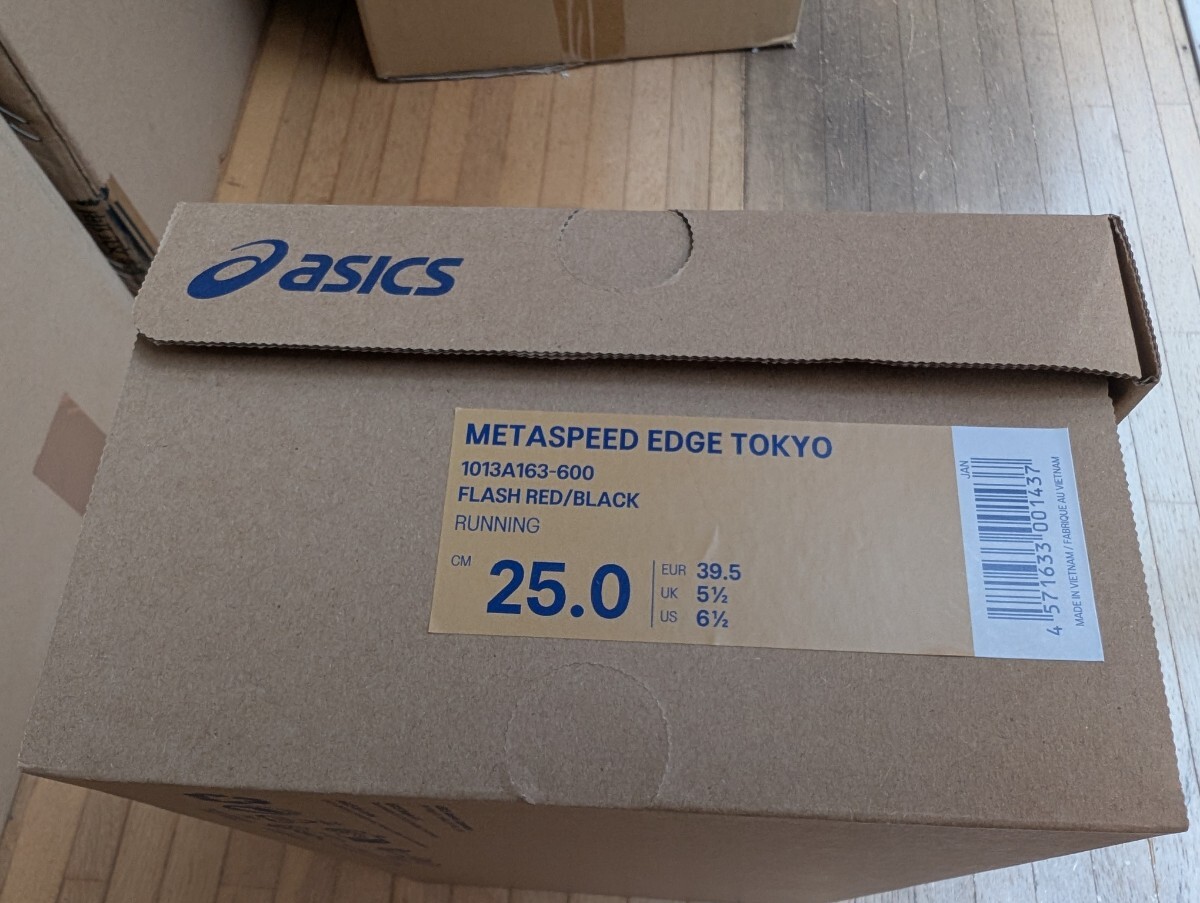 asics
METASPEED EDGE TOKYO
1013A163-600
FLASH RED/BLACK
RUNNING
CM 25.0
EUR 39.5
UK 5½
US 6½
JAN
4 571633 001437
MADE IN VIETNAM / FABRIQUE AU VIETNAM